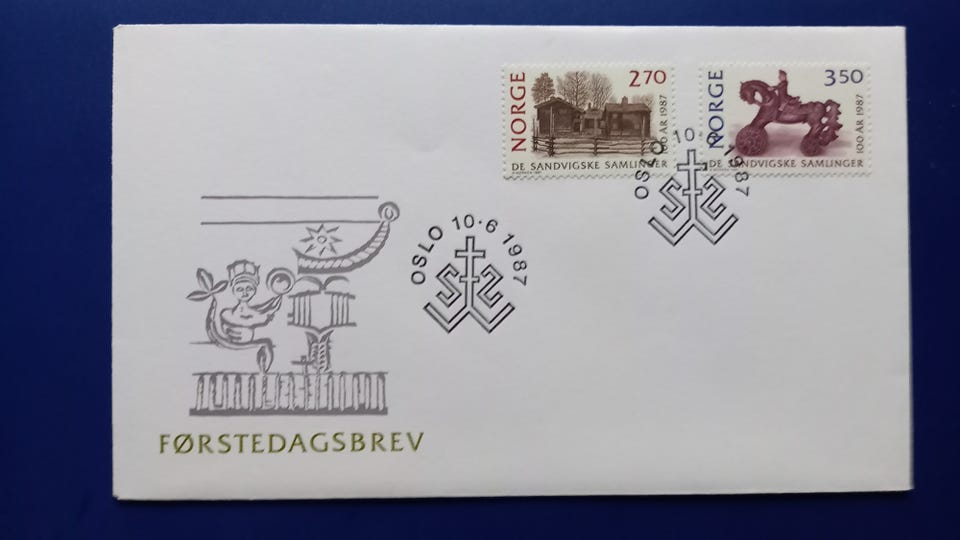 NORGE
2.70
100 ÅR 1987
DE SANDVIGSKE SAMLINGER
NORGE
3.50
100 ÅR 1987
DE SANDVIGSKE SAMLINGER
OSLO 10·6 1987
OSLO 10·6 1987
FØRSTEDAGSBREV